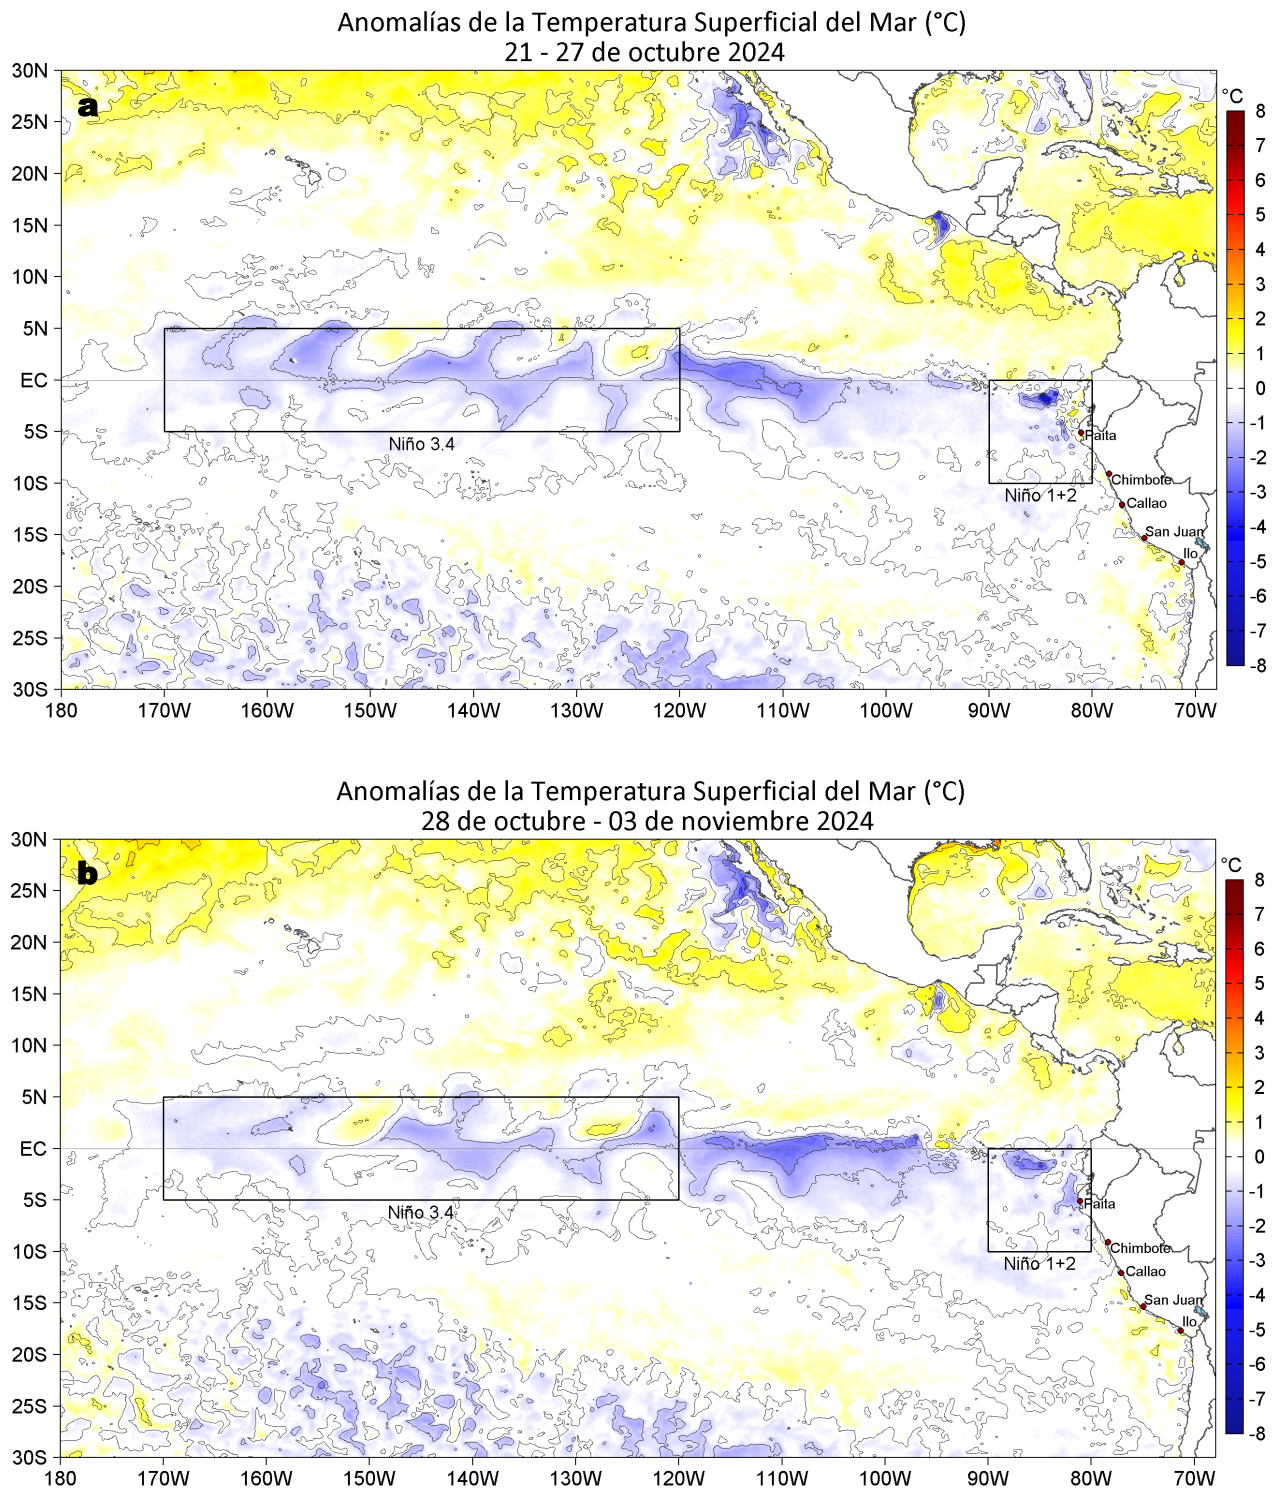 Anomalías de la Temperatura Superficial del Mar (°C)
21 - 27 de octubre 2024
a
30N
25N
20N
15N
10N
5N
EC
5S
10S
15S
20S
25S
30S
180 170W 160W 150W 140W 130W 120W 110W 100W 90W 80W 70W
Niño 3.4
Niño 1+2
Paita
Chimbote
Callao
San Juan
Ilo
°C
8
7
6
5
4
3
2
1
0
-1
-2
-3
-4
-5
-6
-7
-8
Anomalías de la Temperatura Superficial del Mar (°C)
28 de octubre - 03 de noviembre 2024
b
30N
25N
20N
15N
10N
5N
EC
5S
10S
15S
20S
25S
30S
180 170W 160W 150W 140W 130W 120W 110W 100W 90W 80W 70W
Niño 3.4
Niño 1+2
Paita
Chimbote
Callao
San Juan
Ilo
°C
8
7
6
5
4
3
2
1
0
-1
-2
-3
-4
-5
-6
-7
-8